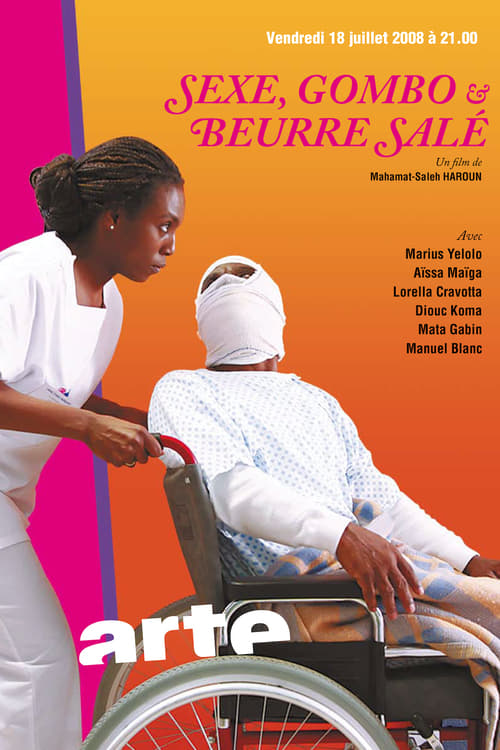 Vendredi 18 juillet 2008 à 21.00
SEXE, GOMBO &
BEURRE SALÉ
Un film de
Mahamat-Saleh HAROUN
Avec
Marius Yelolo
Aïssa Maïga
Lorella Cravotta
Diouc Koma
Mata Gabin
Manuel Blanc
arte